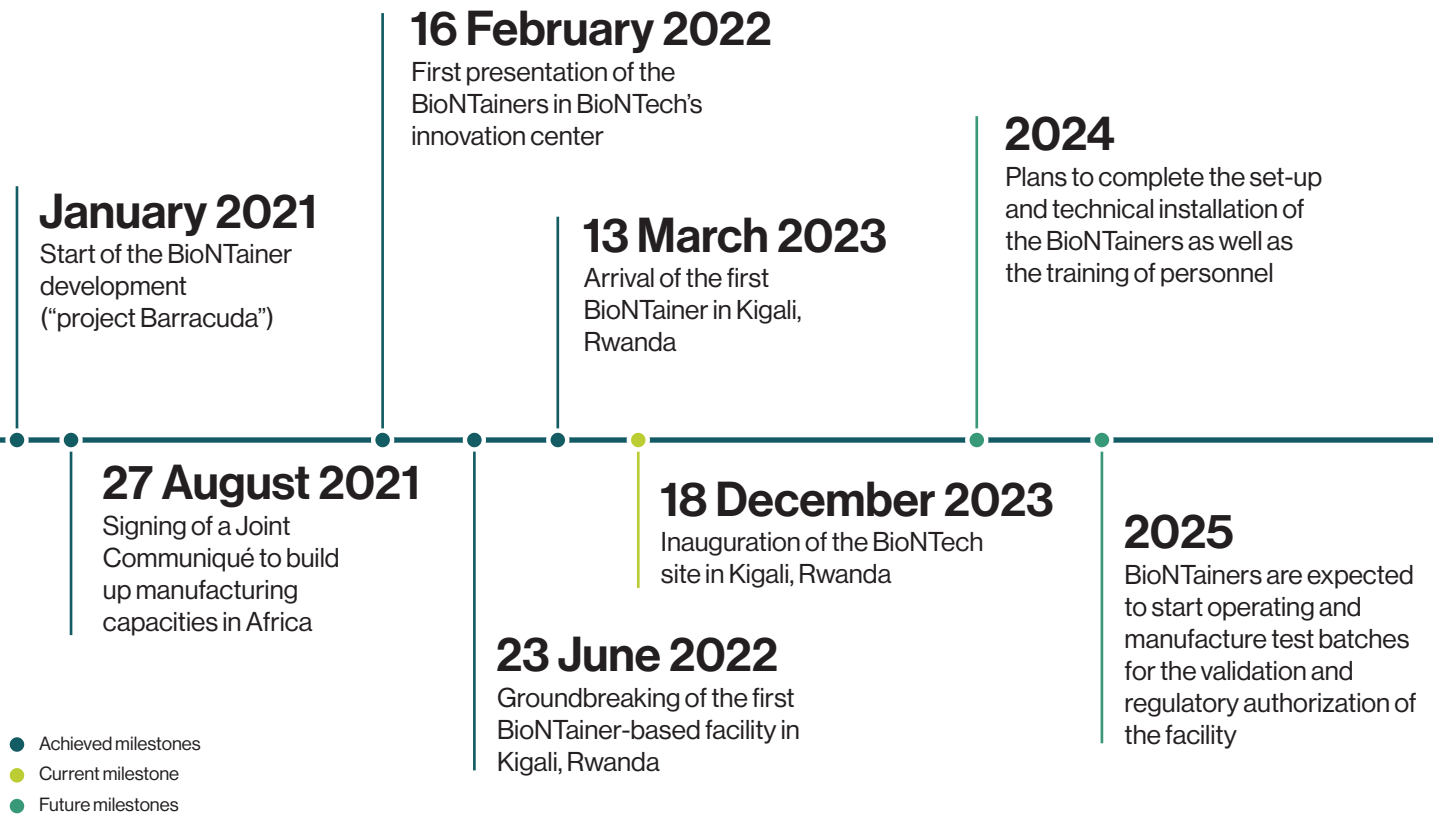 January 2021
Start of the BioNTainer
development
(“project Barracuda”)
27 August 2021
Signing of a Joint
Communiqué to build
up manufacturing
capacities in Africa
16 February 2022
First presentation of the
BioNTainers in BioNTech’s
innovation center
23 June 2022
Groundbreaking of the first
BioNTainer-based facility in
Kigali, Rwanda
13 March 2023
Arrival of the first
BioNTainer in Kigali,
Rwanda
18 December 2023
Inauguration of the BioNTech
site in Kigali, Rwanda
2024
Plans to complete the set-up
and technical installation of
the BioNTainers as well as
the training of personnel
2025
BioNTainers are expected
to start operating and
manufacture test batches
for the validation and
regulatory authorization of
the facility
Achieved milestones
Current milestone
Future milestones